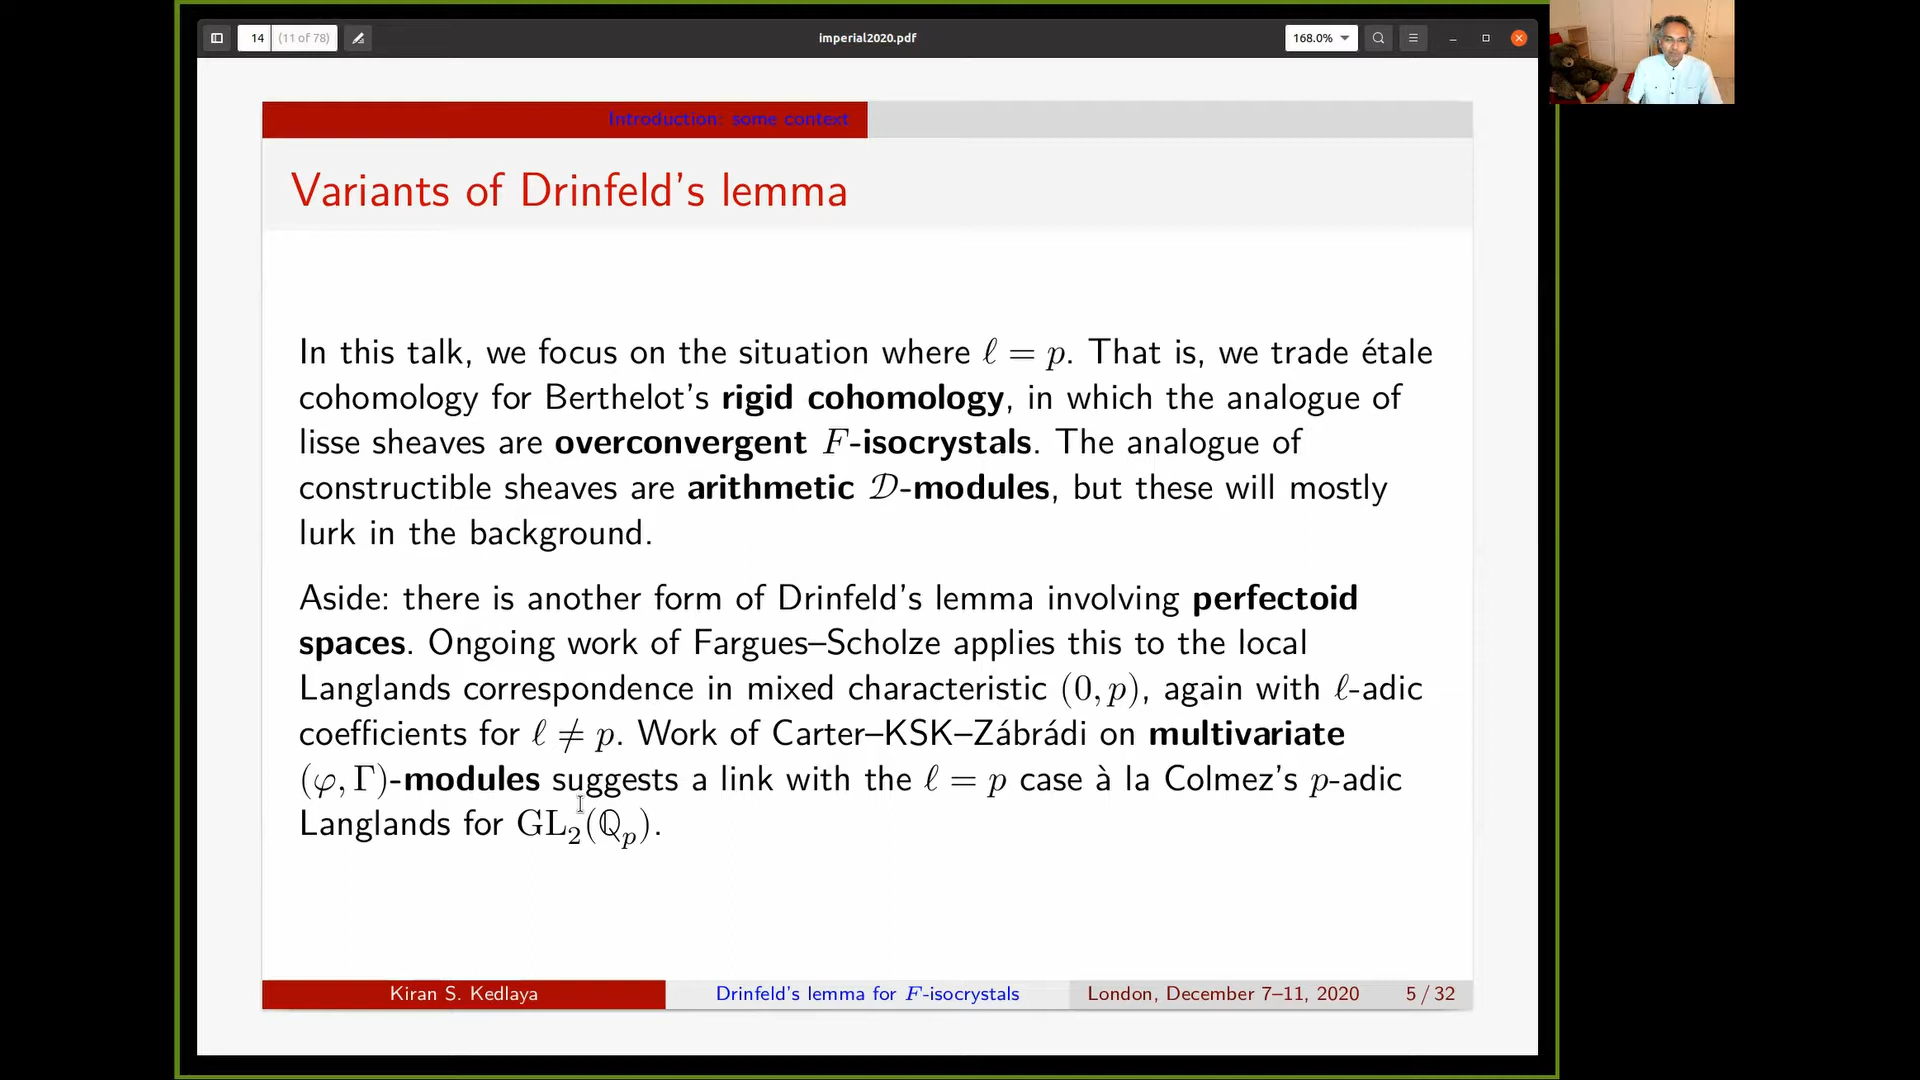 14 (11 of 78) imperial2020.pdf 168.0%
Introduction: some context
Variants of Drinfeld's lemma
In this talk, we focus on the situation where ℓ = p. That is, we trade étale
cohomology for Berthelot's rigid cohomology, in which the analogue of
lisse sheaves are overconvergent F-isocrystals. The analogue of
constructible sheaves are arithmetic 𝒟-modules, but these will mostly
lurk in the background.
Aside: there is another form of Drinfeld's lemma involving perfectoid
spaces. Ongoing work of Fargues–Scholze applies this to the local
Langlands correspondence in mixed characteristic (0, p), again with ℓ-adic
coefficients for ℓ ≠ p. Work of Carter–KSK–Zábrádi on multivariate
(φ, Γ)-modules suggests a link with the ℓ = p case à la Colmez's p-adic
Langlands for GL₂(ℚₚ).
Kiran S. Kedlaya Drinfeld's lemma for F-isocrystals London, December 7–11, 2020 5 / 32